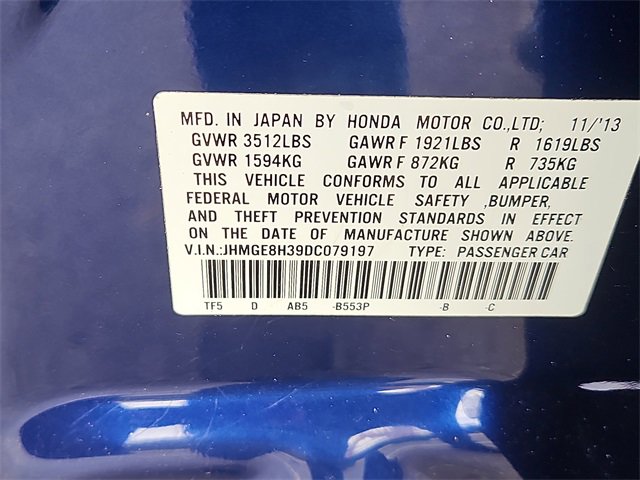 MFD. IN JAPAN BY HONDA MOTOR CO.,LTD; 11/'13
GVWR 3512LBS GAWR F 1921LBS R 1619LBS
GVWR 1594KG GAWR F 872KG R 735KG
THIS VEHICLE CONFORMS TO ALL APPLICABLE
FEDERAL MOTOR VEHICLE SAFETY ,BUMPER,
AND THEFT PREVENTION STANDARDS IN EFFECT
ON THE DATE OF MANUFACTURE SHOWN ABOVE.
V.I.N.:JHMGE8H39DC079197 TYPE: PASSENGER CAR
TF5 D AB5 -B553P -B -C